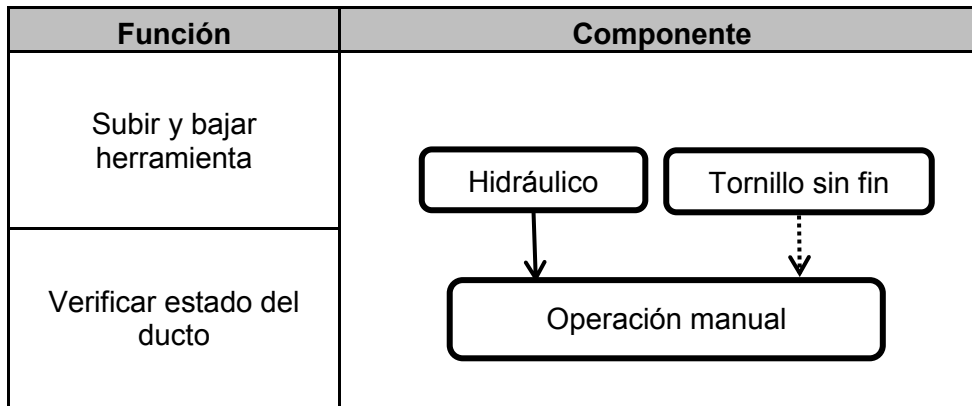 Función
Componente
Subir y bajar
herramienta
Hidráulico
Tornillo sin fin
Verificar estado del
ducto
Operación manual